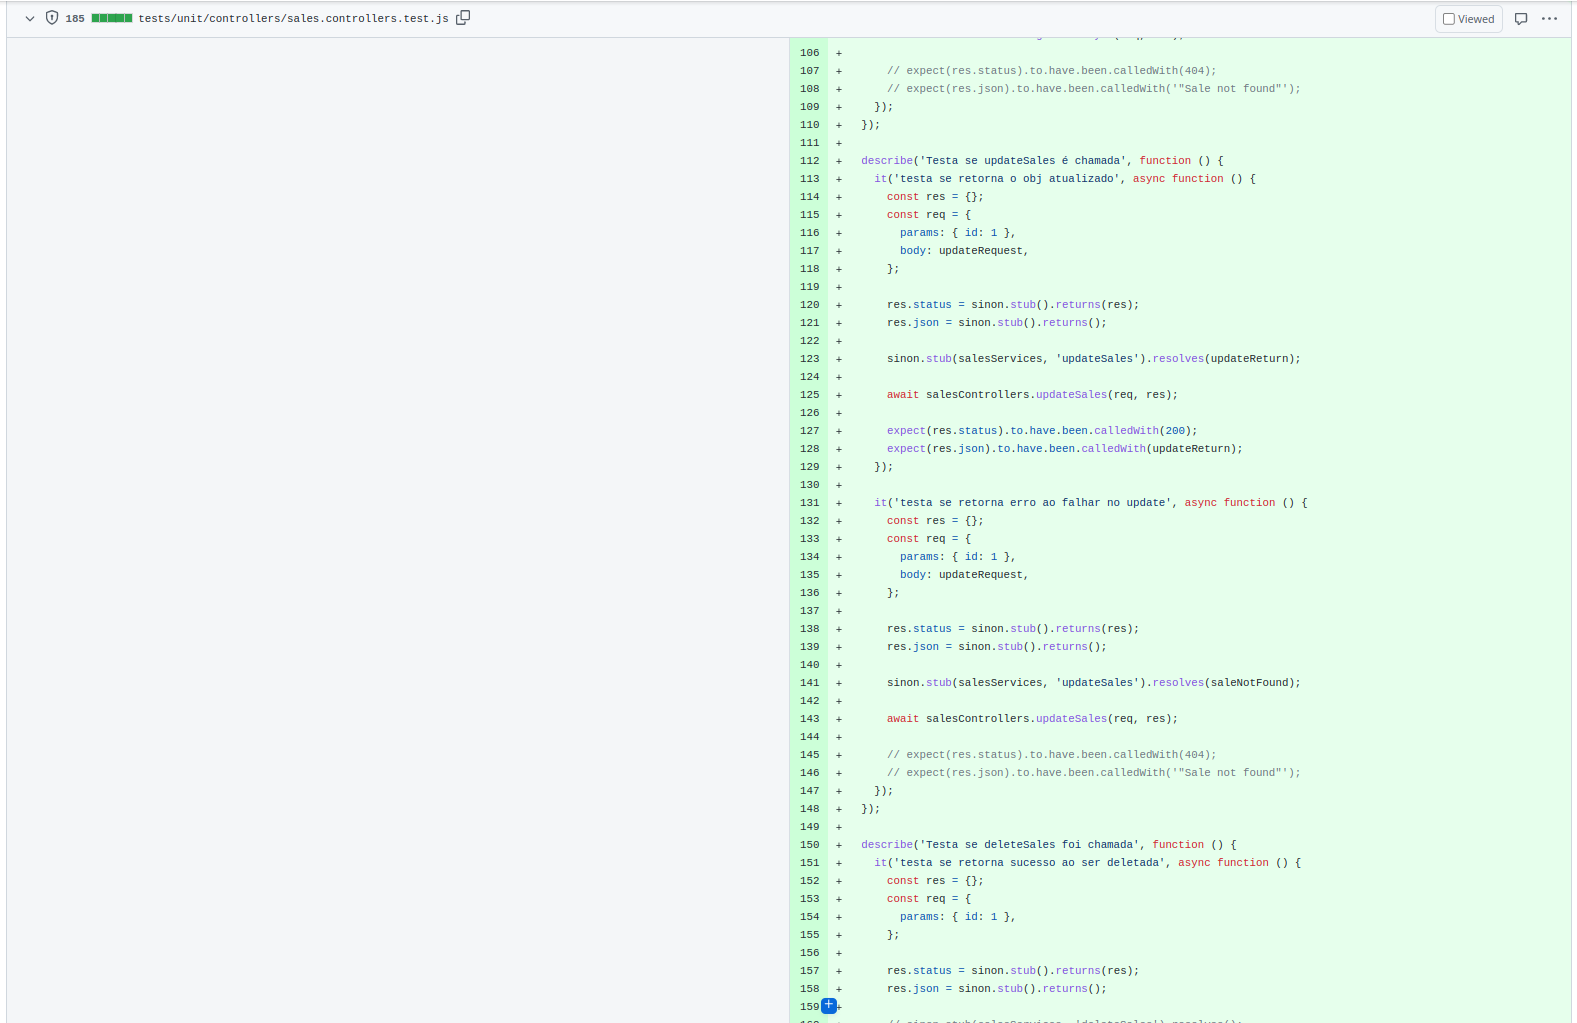 185 tests/unit/controllers/sales.controllers.test.js Viewed
106 +
107 + // expect(res.status).to.have.been.calledWith(404);
108 + // expect(res.json).to.have.been.calledWith('"Sale not found"');
109 + });
110 + });
111 +
112 + describe('Testa se updateSales é chamada', function () {
113 + it('testa se retorna o obj atualizado', async function () {
114 + const res = {};
115 + const req = {
116 + params: { id: 1 },
117 + body: updateRequest,
118 + };
119 +
120 + res.status = sinon.stub().returns(res);
121 + res.json = sinon.stub().returns();
122 +
123 + sinon.stub(salesServices, 'updateSales').resolves(updateReturn);
124 +
125 + await salesControllers.updateSales(req, res);
126 +
127 + expect(res.status).to.have.been.calledWith(200);
128 + expect(res.json).to.have.been.calledWith(updateReturn);
129 + });
130 +
131 + it('testa se retorna erro ao falhar no update', async function () {
132 + const res = {};
133 + const req = {
134 + params: { id: 1 },
135 + body: updateRequest,
136 + };
137 +
138 + res.status = sinon.stub().returns(res);
139 + res.json = sinon.stub().returns();
140 +
141 + sinon.stub(salesServices, 'updateSales').resolves(saleNotFound);
142 +
143 + await salesControllers.updateSales(req, res);
144 +
145 + // expect(res.status).to.have.been.calledWith(404);
146 + // expect(res.json).to.have.been.calledWith('"Sale not found"');
147 + });
148 + });
149 +
150 + describe('Testa se deleteSales foi chamada', function () {
151 + it('testa se retorna sucesso ao ser deletada', async function () {
152 + const res = {};
153 + const req = {
154 + params: { id: 1 },
155 + };
156 +
157 + res.status = sinon.stub().returns(res);
158 + res.json = sinon.stub().returns();
159 +